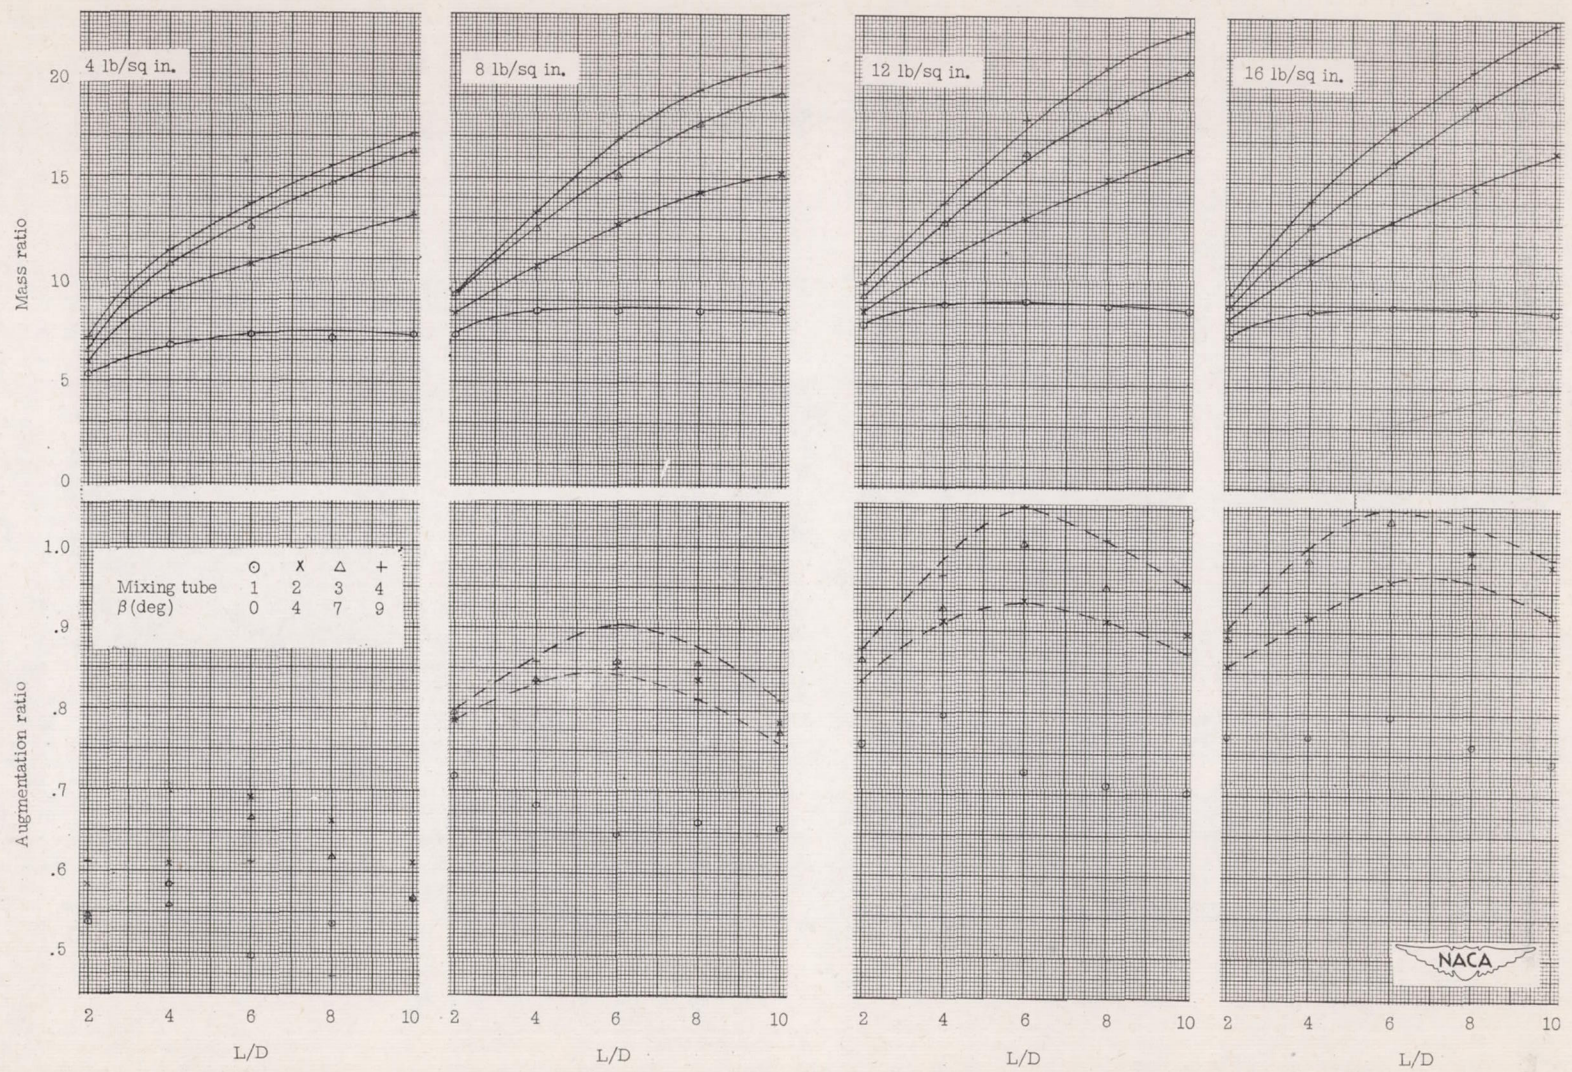 4 lb/sq in.
8 lb/sq in.
12 lb/sq in.
16 lb/sq in.
20
15
10
5
0
Mass ratio
1.0
.9
.8
.7
.6
.5
Augmentation ratio
Mixing tube 1 2 3 4
β (deg) 0 4 7 9
NACA
2 4 6 8 10
2 4 6 8 10
2 4 6 8 10
2 4 6 8 10
L/D
L/D
L/D
L/D